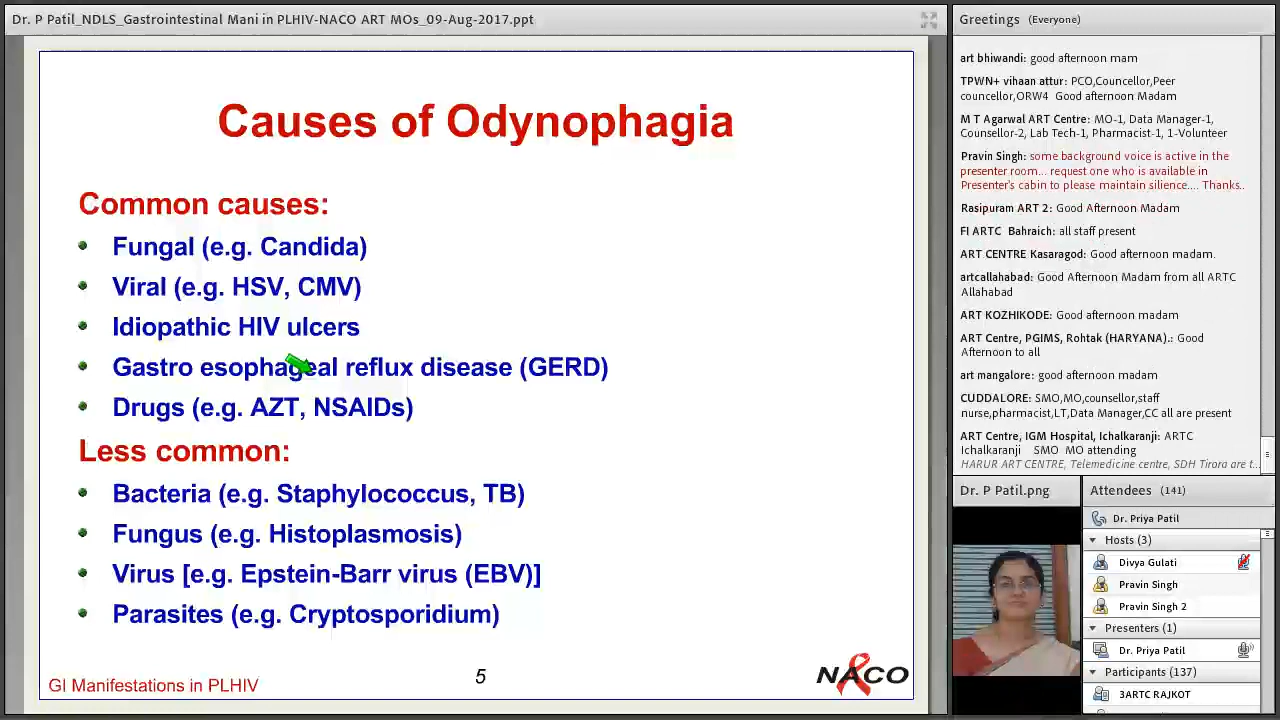 Dr. P Patil_NDLS_Gastrointestinal Mani in PLHIV-NACO ART MOs_09-Aug-2017.ppt
Causes of Odynophagia
Common causes:
Fungal (e.g. Candida)
Viral (e.g. HSV, CMV)
Idiopathic HIV ulcers
Gastro esophageal reflux disease (GERD)
Drugs (e.g. AZT, NSAIDs)
Less common:
Bacteria (e.g. Staphylococcus, TB)
Fungus (e.g. Histoplasmosis)
Virus [e.g. Epstein-Barr virus (EBV)]
Parasites (e.g. Cryptosporidium)
GI Manifestations in PLHIV
5
NACO
Greetings (Everyone)
art bhiwandi: good afternoon mam
TPWN+ vihaan attur: PCO,Councellor,Peer
councellor,ORW4 Good afternoon Madam
M T Agarwal ART Centre: MO-1, Data Manager-1,
Counsellor-2, Lab Tech-1, Pharmacist-1, 1-Volunteer
Pravin Singh: some background voice is active in the
presenter room... request one who is available in
Presenter's cabin to please maintain silience.... Thanks..
Rasipuram ART 2: Good Afternoon Madam
FI ARTC Bahraich: all staff present
ART CENTRE Kasaragod: Good afternoon madam.
artcallahabad: Good Afternoon Madam from all ARTC
Allahabad
ART KOZHIKODE: Good afternoon madam
ART Centre, PGIMS, Rohtak (HARYANA).: Good
Afternoon to all
art mangalore: good afternoon madam
CUDDALORE: SMO,MO,counsellor,staff
nurse,pharmacist,LT,Data Manager,CC all are present
ART Centre, IGM Hospital, Ichalkaranji: ARTC
Ichalkaranji SMO MO attending
HARUR ART CENTRE, Telemedicine centre, SDH Tirora are t...
Dr. P Patil.png
Attendees (141)
Dr. Priya Patil
Hosts (3)
Divya Gulati
Pravin Singh
Pravin Singh 2
Presenters (1)
Dr. Priya Patil
Participants (137)
3ARTC RAJKOT